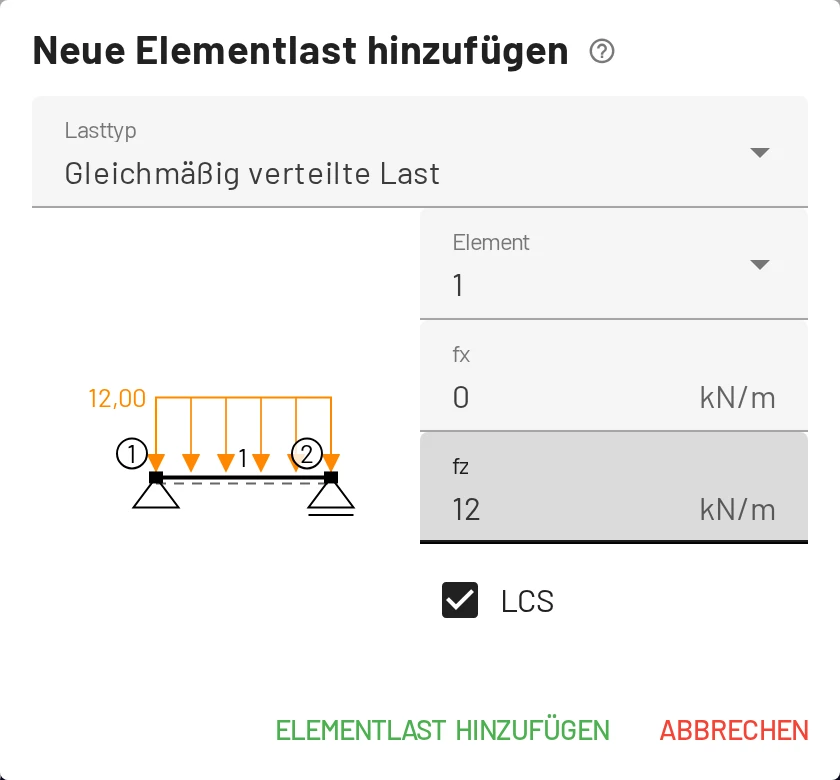 Neue Elementlast hinzufügen ?
Lasttyp
Gleichmäßig verteilte Last
Element
1
fx
0 kN/m
fz
12 kN/m
LCS
12,00
1 1 2
ELEMENTLAST HINZUFÜGEN ABBRECHEN